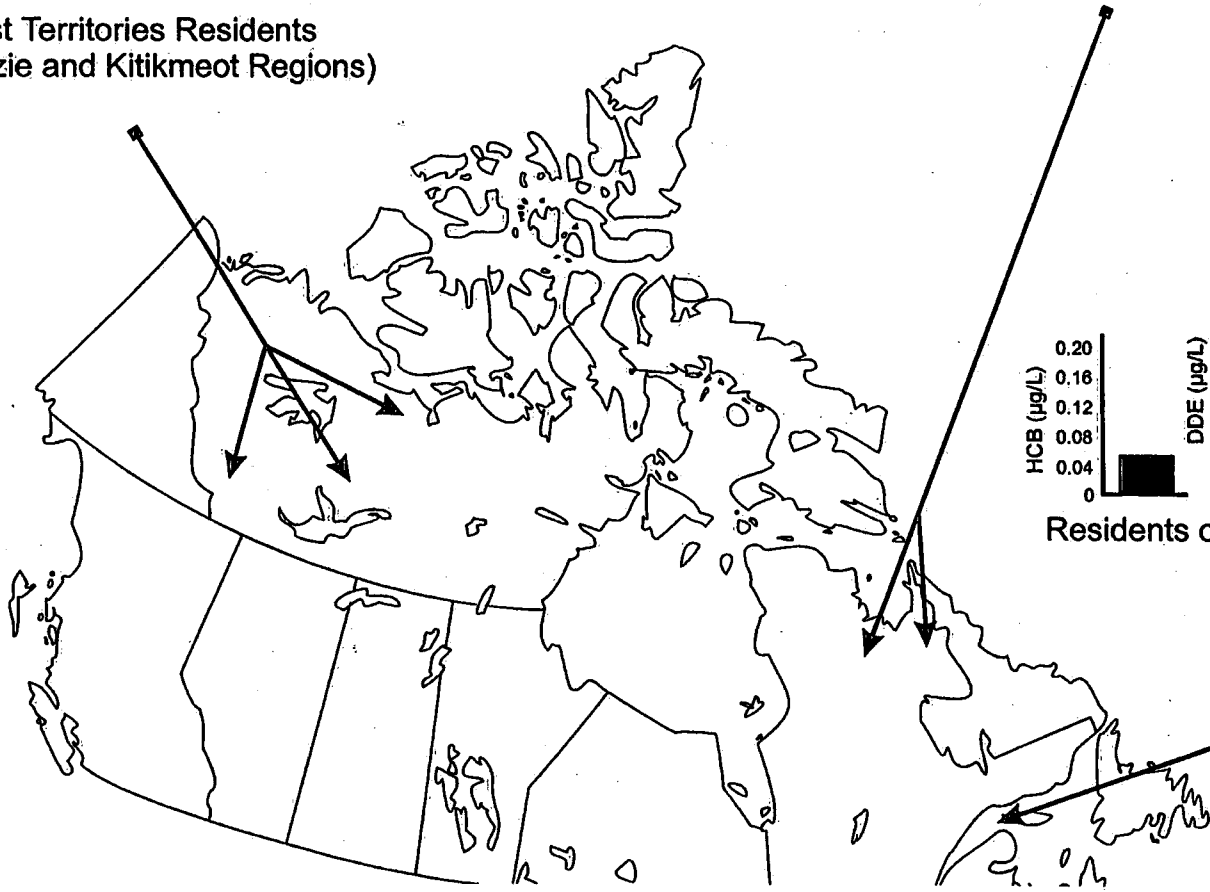 st Territories Residents
zie and Kitikmeot Regions)
HCB (µg/L)
0.20
0.16
0.12
0.08
0.04
0
DDE (µg/L)
Residents o